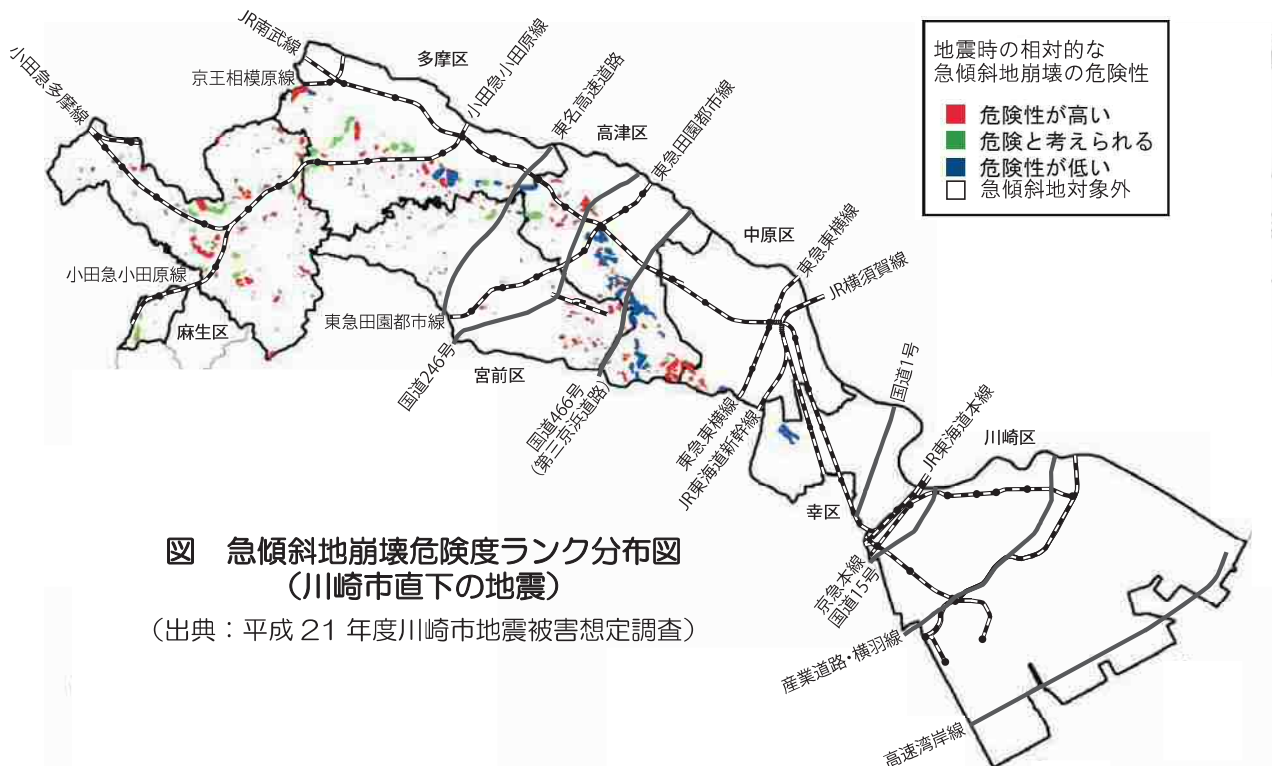 JR南武線
多摩区
小田急小田原線
小田急多摩線
京王相模原線
東名高速道路
高津区
東急田園都市線
地震時の相対的な
急傾斜地崩壊の危険性
危険性が高い
危険と考えられる
危険性が低い
急傾斜地対象外
中原区
東急東横線
JR横須賀線
小田急小田原線
麻生区
東急田園都市線
国道246号
宮前区
国道466号
(第三京浜道路)
東急東横線
JR東海道新幹線
国道1号
JR東海道本線
川崎区
幸区
京急本線
国道15号
産業道路・横羽線
高速湾岸線
図 急傾斜地崩壊危険度ランク分布図
（川崎市直下の地震）
（出典：平成 21 年度川崎市地震被害想定調査）